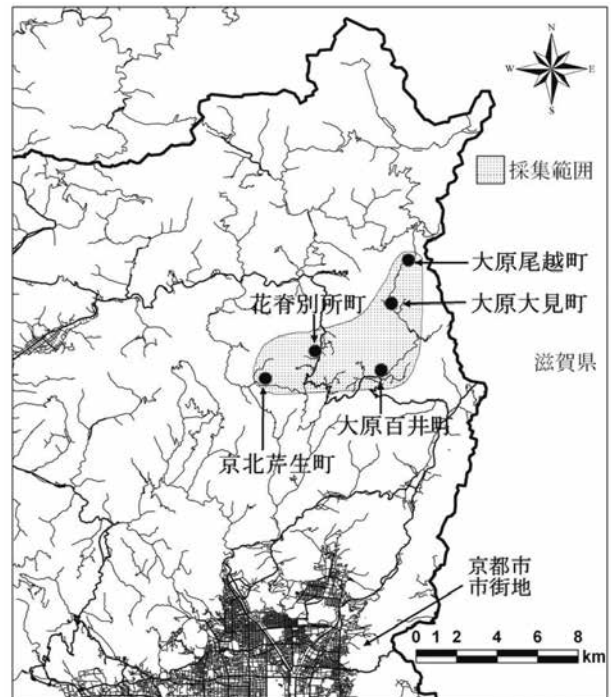 N
W
E
S
採集範囲
大原尾越町
花脊別所町
大原大見町
滋賀県
大原百井町
京北芹生町
京都市
市街地
0 2 4 6 8
km